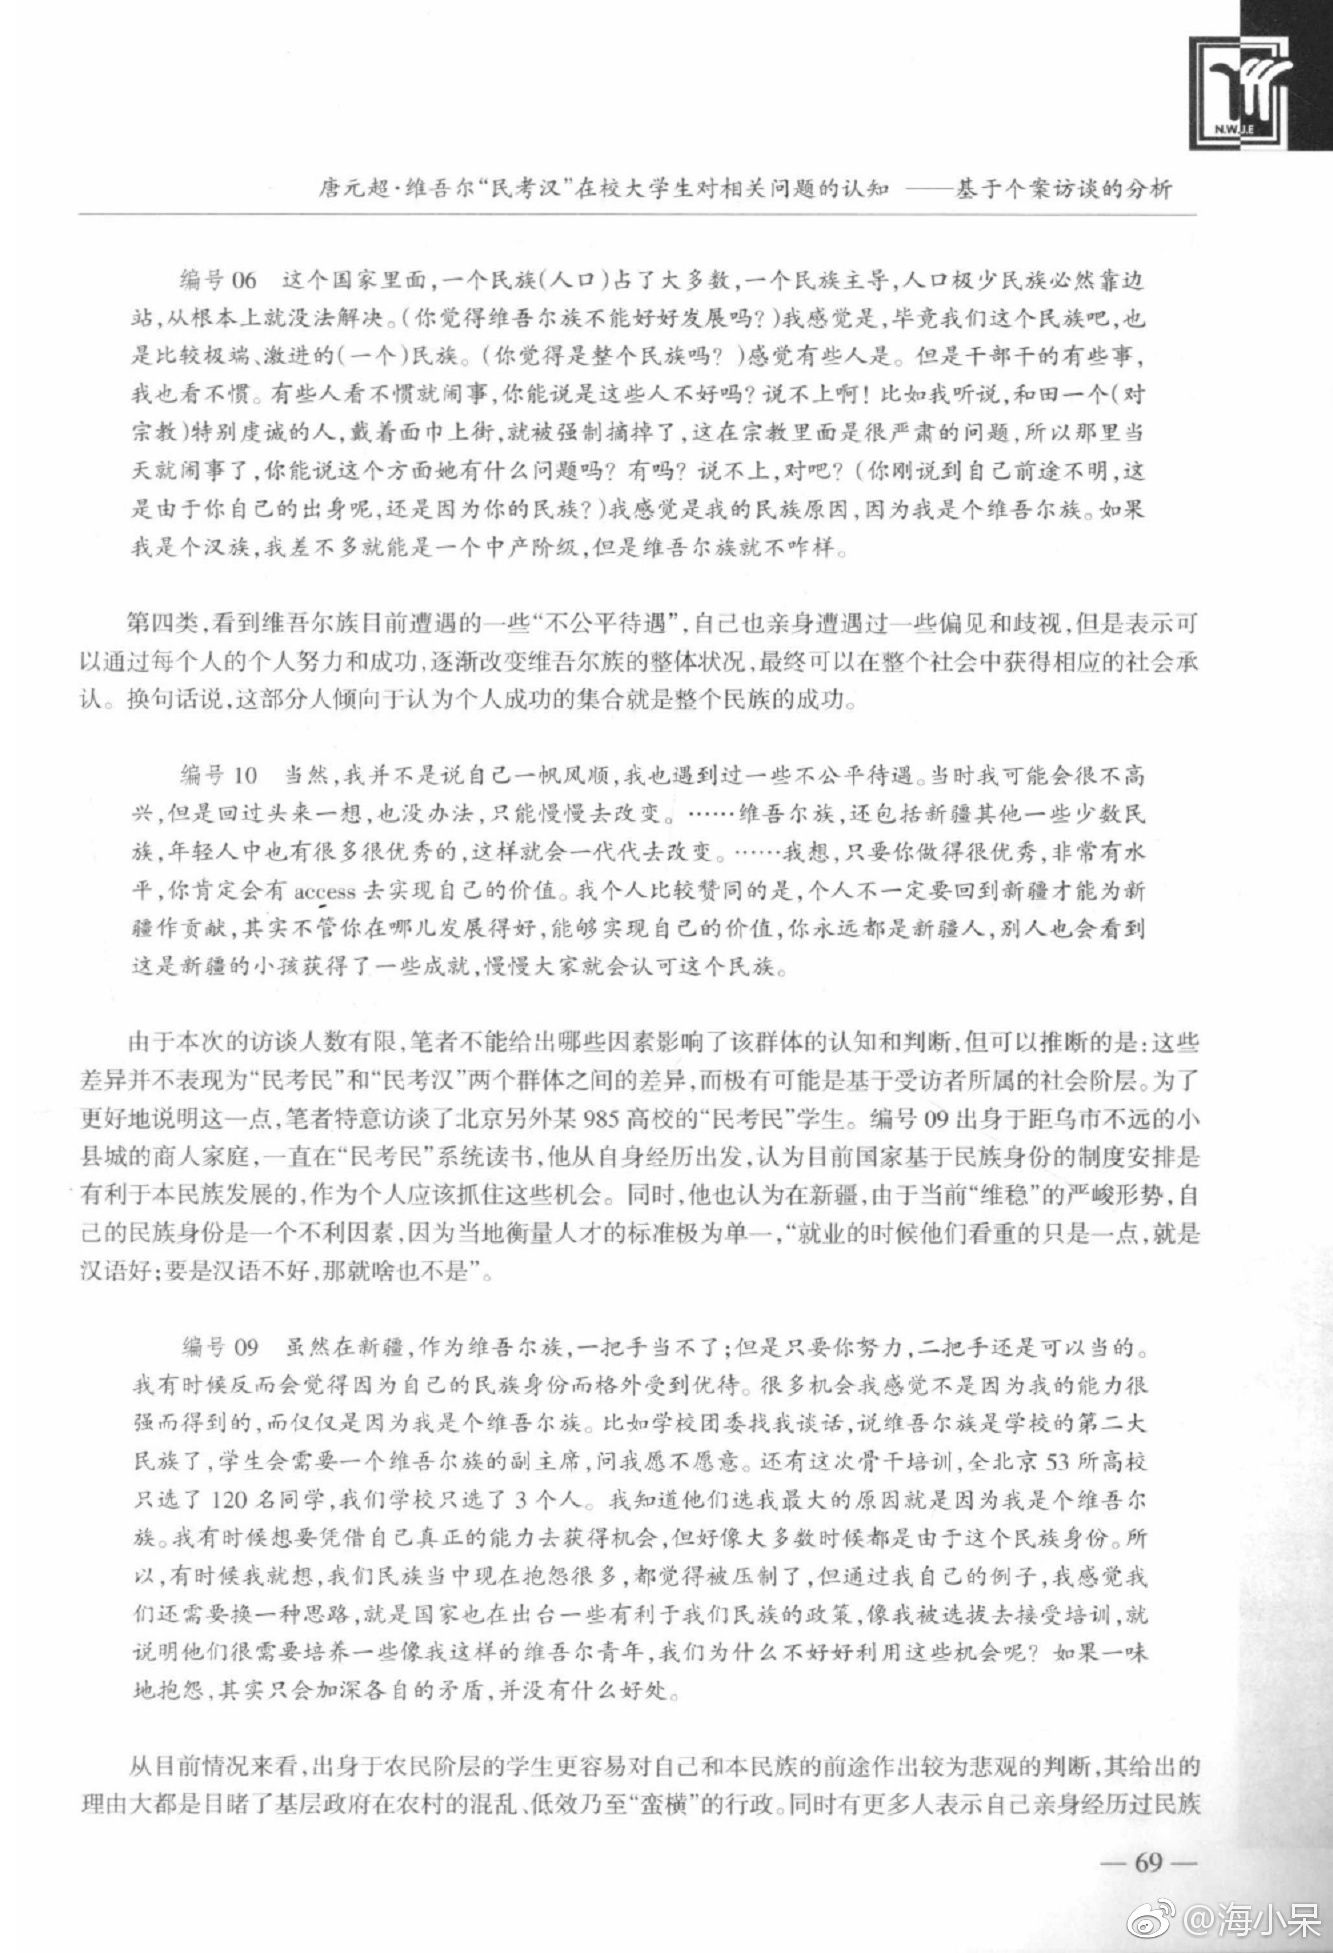 N.W.J.E
唐元超·维吾尔“民考汉”在校大学生对相关问题的认知 ——基于个案访谈的分析
编号 06 这个国家里面,一个民族(人口)占了大多数,一个民族主导,人口极少民族必然靠边
站,从根本上就没法解决。(你觉得维吾尔族不能好好发展吗?)我感觉是,毕竟我们这个民族吧,也
是比较极端、激进的(一个)民族。(你觉得是整个民族吗? )感觉有些人是。但是干部干的有些事,
我也看不惯。有些人看不惯就闹事,你能说是这些人不好吗?说不上啊! 比如我听说,和田一个(对
宗教)特别虔诚的人,戴着面巾上街,就被强制摘掉了,这在宗教里面是很严肃的问题,所以那里当
天就闹事了,你能说这个方面她有什么问题吗? 有吗? 说不上,对吧? (你刚说到自己前途不明,这
是由于你自己的出身呢,还是因为你的民族?)我感觉是我的民族原因,因为我是个维吾尔族。如果
我是个汉族,我差不多就能是一个中产阶级,但是维吾尔族就不咋样。
第四类,看到维吾尔族目前遭遇的一些“不公平待遇”,自己也亲身遭遇过一些偏见和歧视,但是表示可
以通过每个人的个人努力和成功,逐渐改变维吾尔族的整体状况,最终可以在整个社会中获得相应的社会承
认。换句话说,这部分人倾向于认为个人成功的集合就是整个民族的成功。
编号 10 当然,我并不是说自己一帆风顺,我也遇到过一些不公平待遇。当时我可能会很不高
兴,但是回过头来一想,也没办法,只能慢慢去改变。……维吾尔族,还包括新疆其他一些少数民
族,年轻人中也有很多很优秀的,这样就会一代代去改变。……我想,只要你做得很优秀,非常有水
平,你肯定会有 access 去实现自己的价值。我个人比较赞同的是,个人不一定要回到新疆才能为新
疆作贡献,其实不管你在哪儿发展得好,能够实现自己的价值,你永远都是新疆人,别人也会看到
这是新疆的小孩获得了一些成就,慢慢大家就会认可这个民族。
由于本次的访谈人数有限,笔者不能给出哪些因素影响了该群体的认知和判断,但可以推断的是:这些
差异并不表现为“民考民”和“民考汉”两个群体之间的差异,而极有可能是基于受访者所属的社会阶层。为了
更好地说明这一点,笔者特意访谈了北京另外某 985 高校的“民考民”学生。编号 09 出身于距乌市不远的小
县城的商人家庭,一直在“民考民”系统读书,他从自身经历出发,认为目前国家基于民族身份的制度安排是
有利于本民族发展的,作为个人应该抓住这些机会。同时,他也认为在新疆,由于当前“维稳”的严峻形势,自
己的民族身份是一个不利因素,因为当地衡量人才的标准极为单一,“就业的时候他们看重的只是一点,就是
汉语好;要是汉语不好,那就啥也不是”。
编号 09 虽然在新疆,作为维吾尔族,一把手当不了;但是只要你努力,二把手还是可以当的。
我有时候反而会觉得因为自己的民族身份而格外受到优待。很多机会我感觉不是因为我的能力很
强而得到的,而仅仅是因为我是个维吾尔族。比如学校团委找我谈话,说维吾尔族是学校的第二大
民族了,学生会需要一个维吾尔族的副主席,问我愿不愿意。还有这次骨干培训,全北京 53 所高校
只选了 120 名同学,我们学校只选了 3 个人。我知道他们选我最大的原因就是因为我是个维吾尔
族。我有时候想要凭借自己真正的能力去获得机会,但好像大多数时候都是由于这个民族身份。所
以,有时候我就想,我们民族当中现在抱怨很多,都觉得被压制了,但通过我自己的例子,我感觉我
们还需要换一种思路,就是国家也在出台一些有利于我们民族的政策,像我被选拔去接受培训,就
说明他们很需要培养一些像我这样的维吾尔青年,我们为什么不好好利用这些机会呢? 如果一味
地抱怨,其实只会加深各自的矛盾,并没有什么好处。
从目前情况来看,出身于农民阶层的学生更容易对自己和本民族的前途作出较为悲观的判断,其给出的
理由大都是目睹了基层政府在农村的混乱、低效乃至“蛮横”的行政。同时有更多人表示自己亲身经历过民族
— 69 —
@海小呆